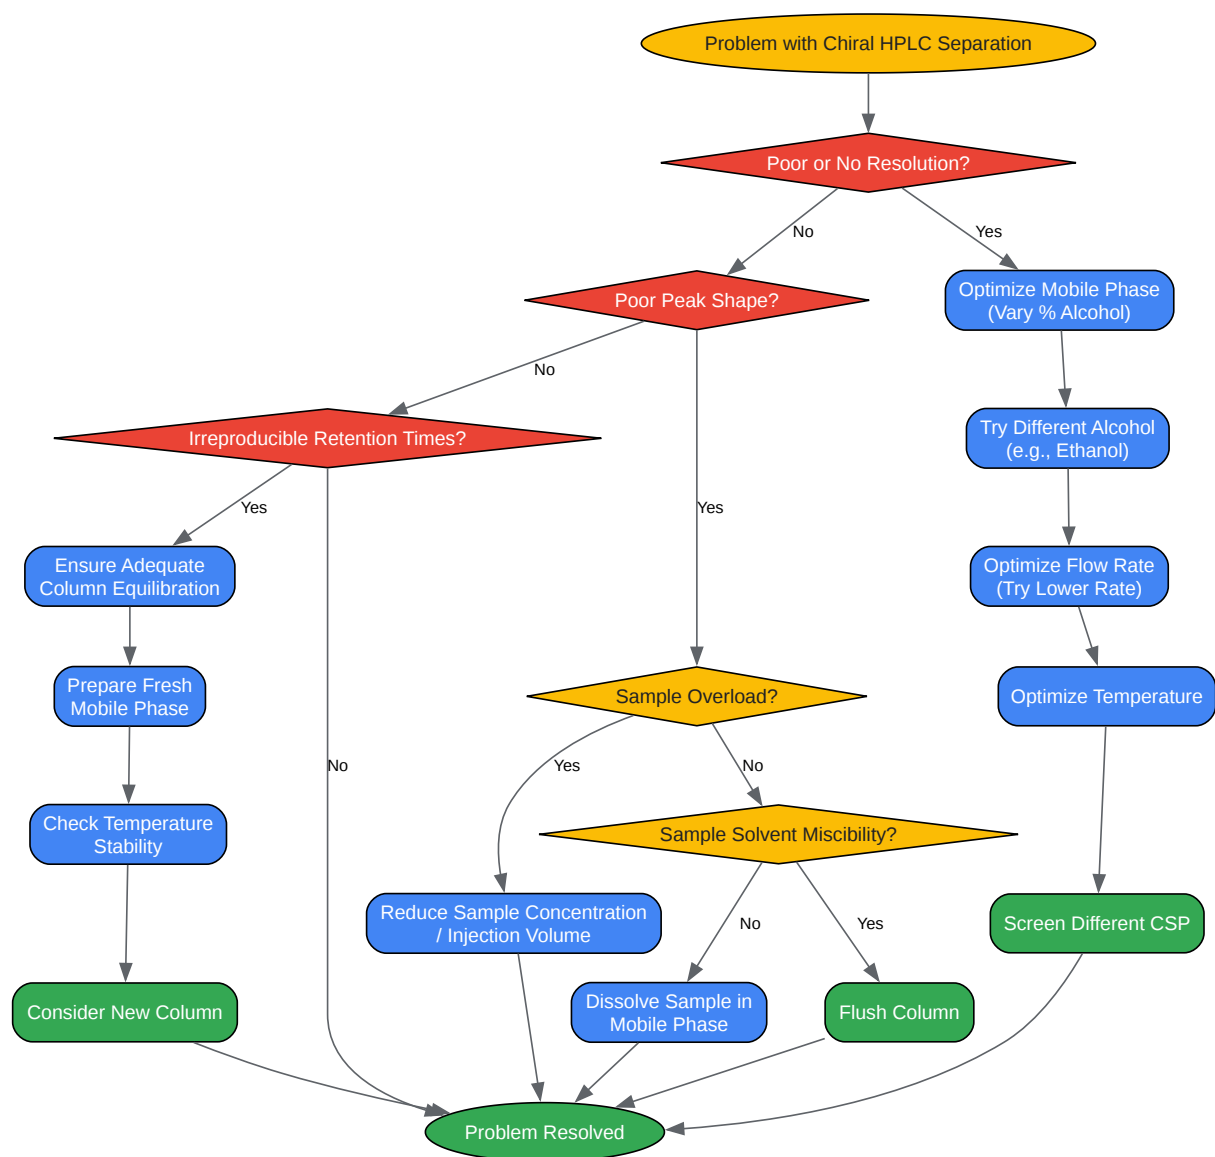 Problem with Chiral HPLC Separation
Poor or No Resolution?
No
Yes
Poor Peak Shape?
Optimize Mobile Phase
(Vary % Alcohol)
No
Irreproducible Retention Times?
Try Different Alcohol
(e.g., Ethanol)
Yes
Yes
Ensure Adequate
Column Equilibration
Optimize Flow Rate
(Try Lower Rate)
Prepare Fresh
Mobile Phase
Sample Overload?
Optimize Temperature
No
Yes
No
Check Temperature
Stability
Sample Solvent Miscibility?
Reduce Sample Concentration
/ Injection Volume
No
Yes
Screen Different CSP
Consider New Column
Dissolve Sample in
Mobile Phase
Flush Column
Problem Resolved